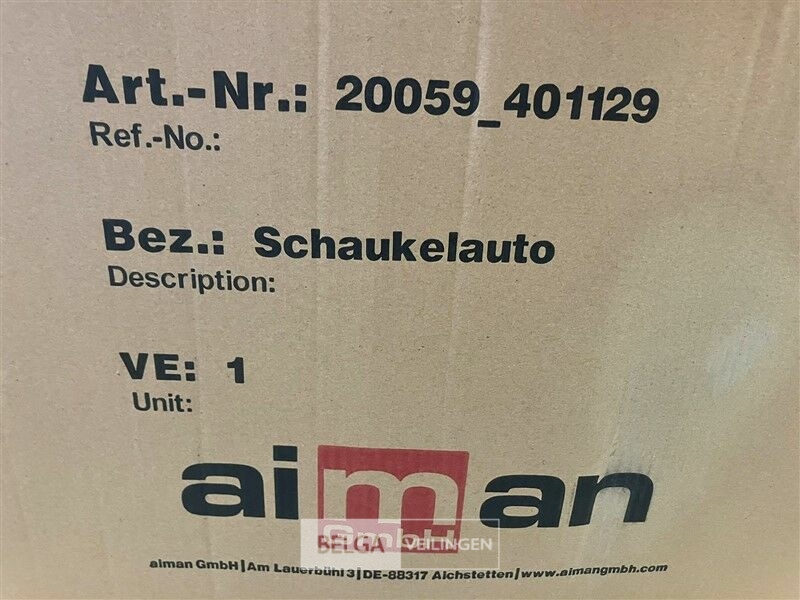 Art.-Nr.: 20059_401129
Ref.-No.:
Bez.: Schaukelauto
Description:
VE: 1
Unit:
aiman
GmbH
BELGA VEILINGEN
aiman GmbH|Am Lauerbühl 3|DE-88317 Aichstetten|www.aimangmbh.com